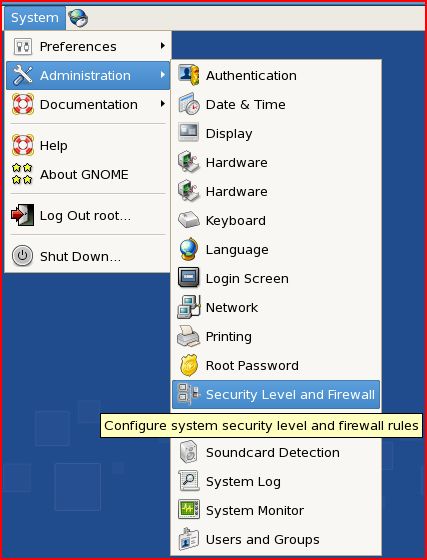 System
Preferences
Administration
Documentation
Help
About GNOME
Log Out root...
Shut Down...
Authentication
Date & Time
Display
Hardware
Hardware
Keyboard
Language
Login Screen
Network
Printing
Root Password
Security Level and Firewall
Configure system security level and firewall rules
Soundcard Detection
System Log
System Monitor
Users and Groups